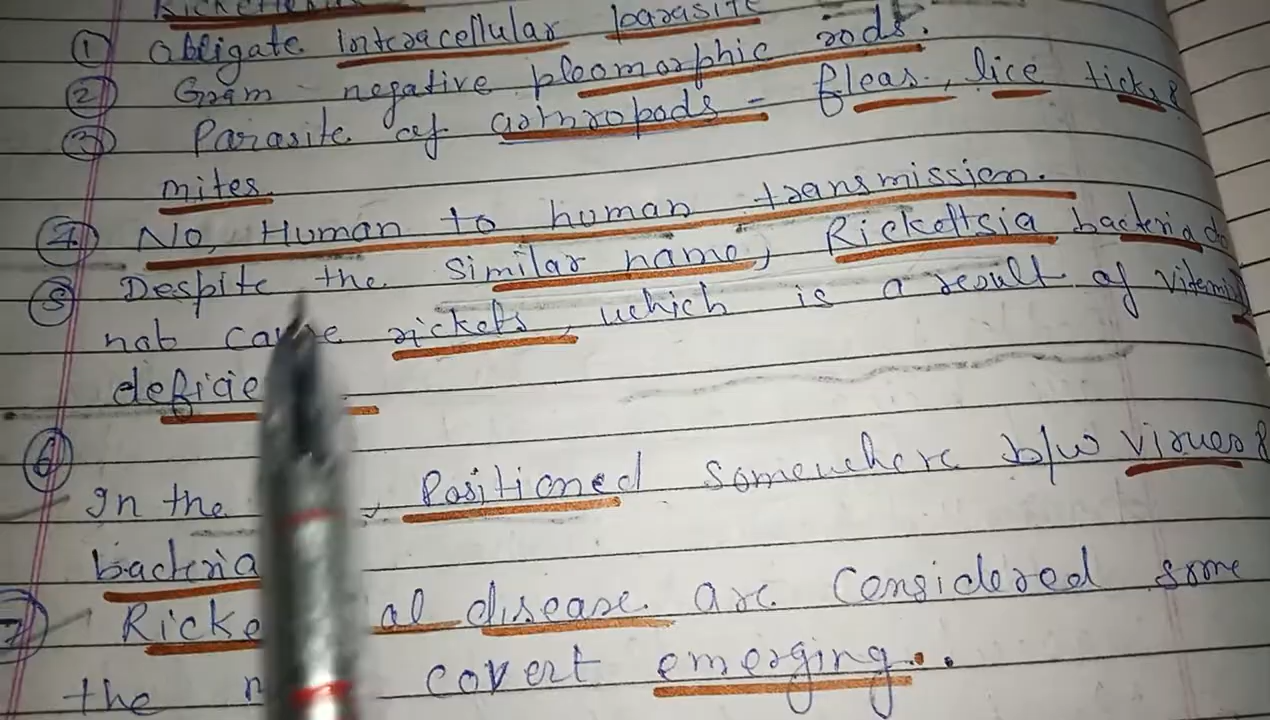 ① Obligate intracellular parasite
② Gram-negative pleomorphic rods.
③ Parasite of arthropods - fleas, lice ticks &
mites.
④ No, Human to human transmission.
⑤ Despite the similar name, Rickettsia bacteria do
not cause rickets, which is a result of
deficie
⑥ In the Positioned somewhere b/w viruses &
bacteria
7 Ricke al disease are considered some
the covert emerging..